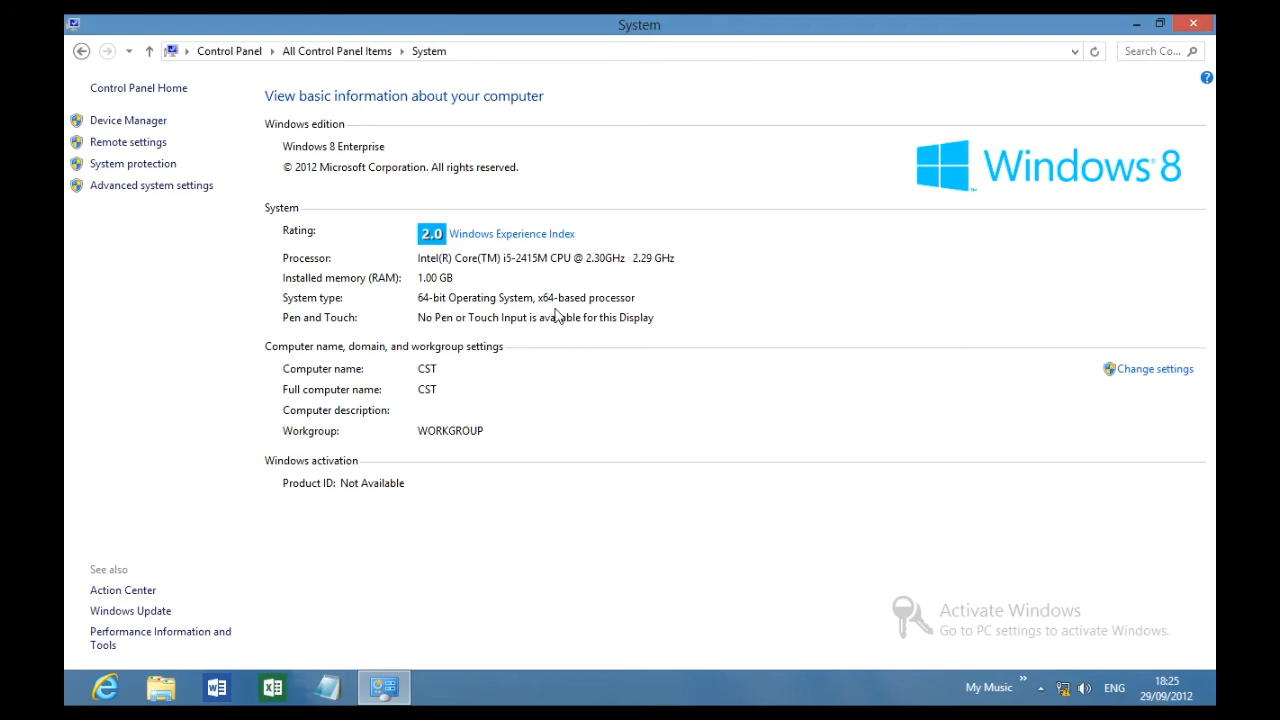 System
Control Panel
All Control Panel Items
System
Search Co...
Control Panel Home
Device Manager
Remote settings
System protection
Advanced system settings
View basic information about your computer
Windows edition
Windows 8 Enterprise
© 2012 Microsoft Corporation. All rights reserved.
Windows® 8
System
Rating:
2.0 Windows Experience Index
Processor: Intel(R) Core(TM) i5-2415M CPU @ 2.30GHz 2.29 GHz
Installed memory (RAM): 1.00 GB
System type: 64-bit Operating System, x64-based processor
Pen and Touch: No Pen or Touch Input is available for this Display
Computer name, domain, and workgroup settings
Computer name: CST
Change settings
Full computer name: CST
Computer description:
Workgroup: WORKGROUP
Windows activation
Product ID: Not Available
See also
Action Center
Windows Update
Performance Information and
Tools
Activate Windows
Go to PC settings to activate Windows.
My Music
ENG
18:25
29/09/2012